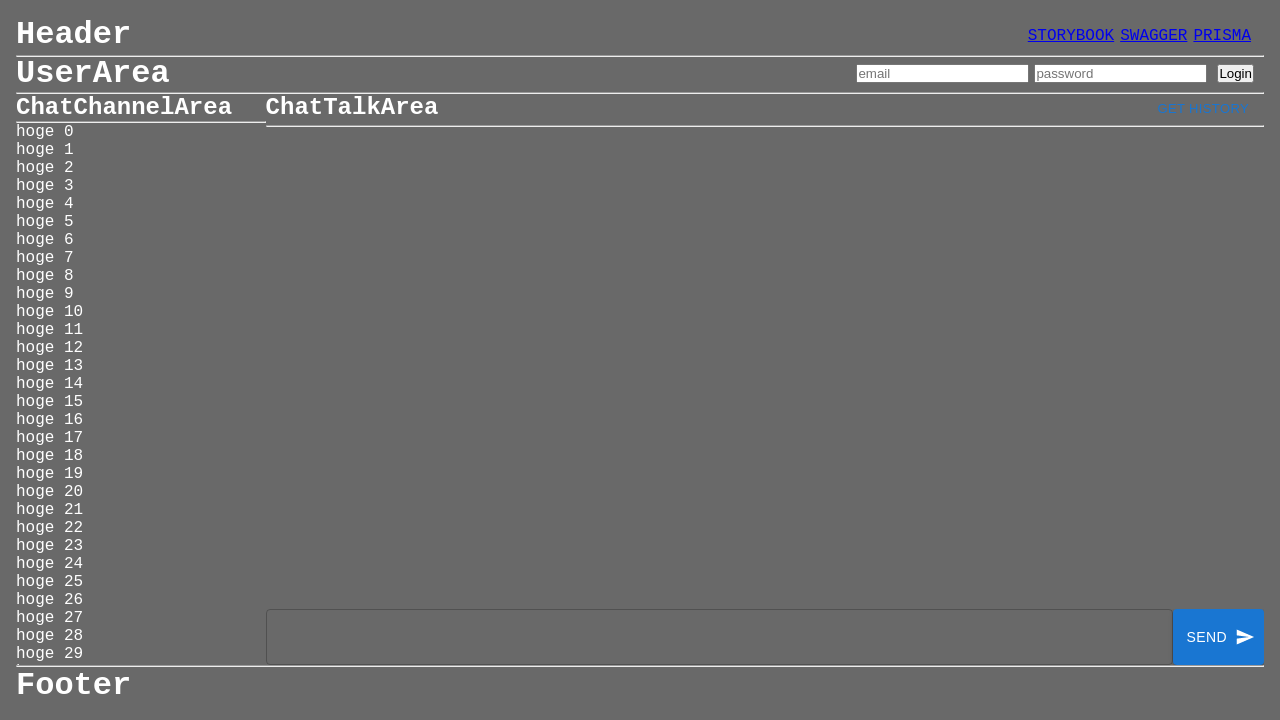 Header
STORYBOOK SWAGGER PRISMA
UserArea
email password Login
ChatChannelArea
ChatTalkArea
GET HISTORY
hoge 0
hoge 1
hoge 2
hoge 3
hoge 4
hoge 5
hoge 6
hoge 7
hoge 8
hoge 9
hoge 10
hoge 11
hoge 12
hoge 13
hoge 14
hoge 15
hoge 16
hoge 17
hoge 18
hoge 19
hoge 20
hoge 21
hoge 22
hoge 23
hoge 24
hoge 25
hoge 26
hoge 27
hoge 28
hoge 29
SEND
Footer